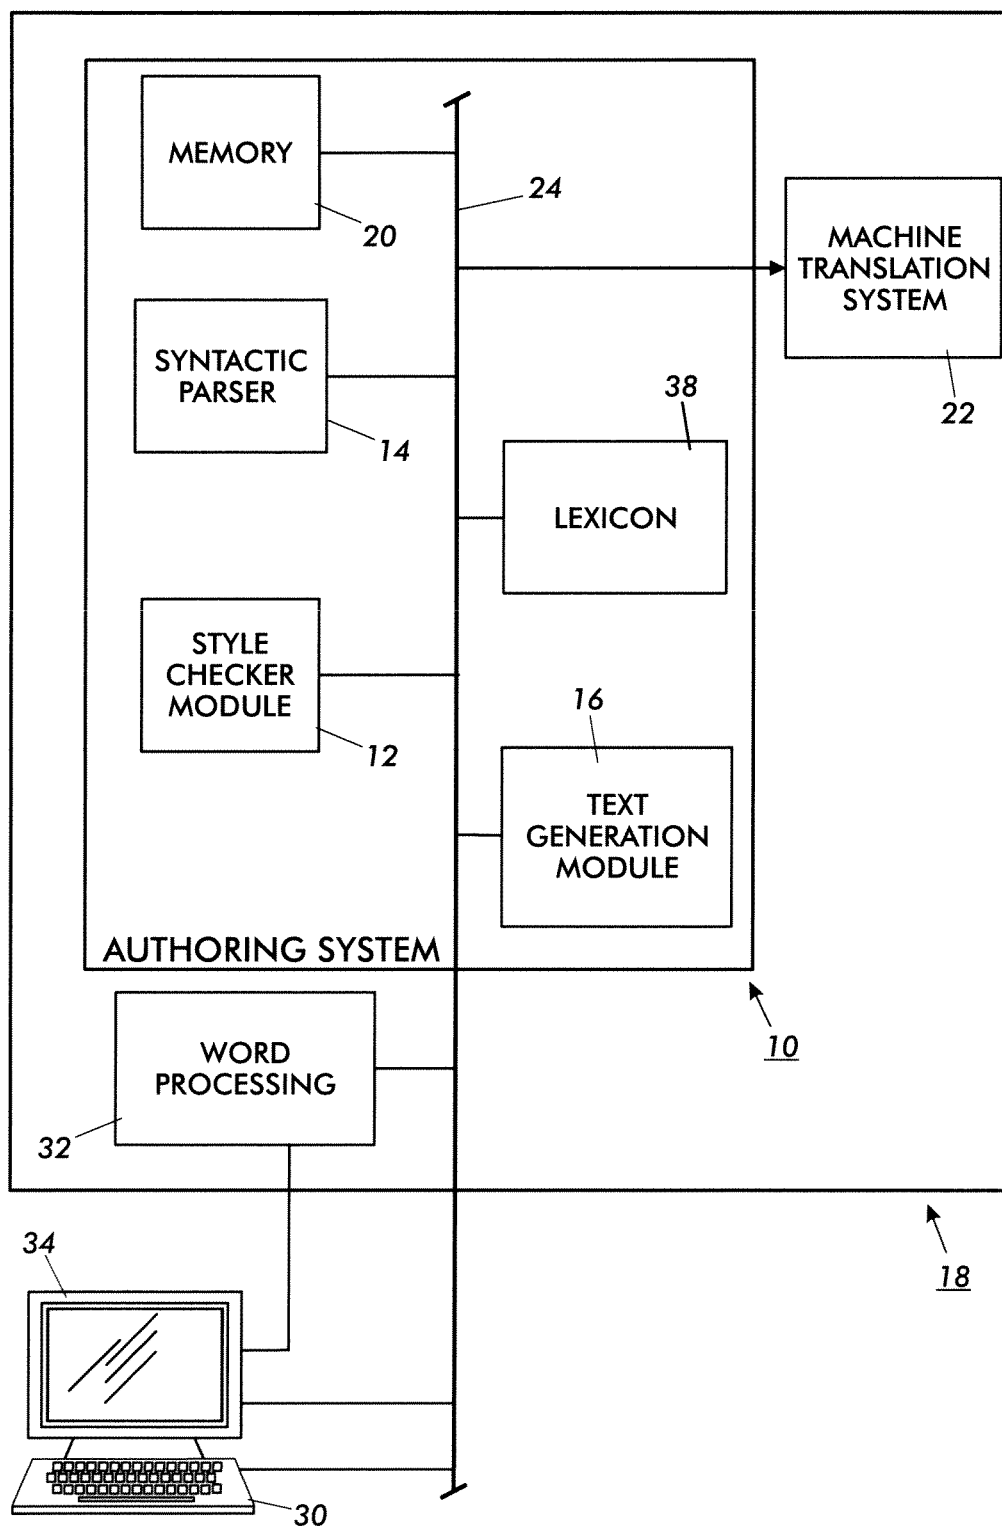 MEMORY
20
24
MACHINE
TRANSLATION
SYSTEM
22
SYNTACTIC
PARSER
14
38
LEXICON
STYLE
CHECKER
MODULE
12
16
TEXT
GENERATION
MODULE
AUTHORING SYSTEM
10
WORD
PROCESSING
32
18
34
30